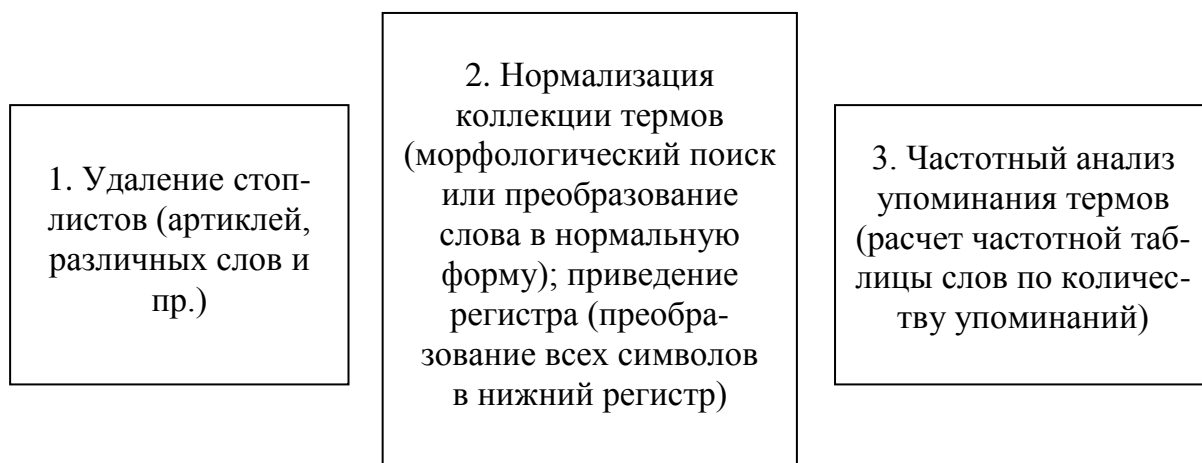 1. Удаление стоп-
листов (артиклей,
различных слов и
пр.)
2. Нормализация
коллекции термов
(морфологический поиск
или преобразование
слова в нормальную
форму); приведение
регистра (преобра-
зование всех символов
в нижний регистр)
3. Частотный анализ
упоминания термов
(расчет частотной таб-
лицы слов по количес-
тву упоминаний)